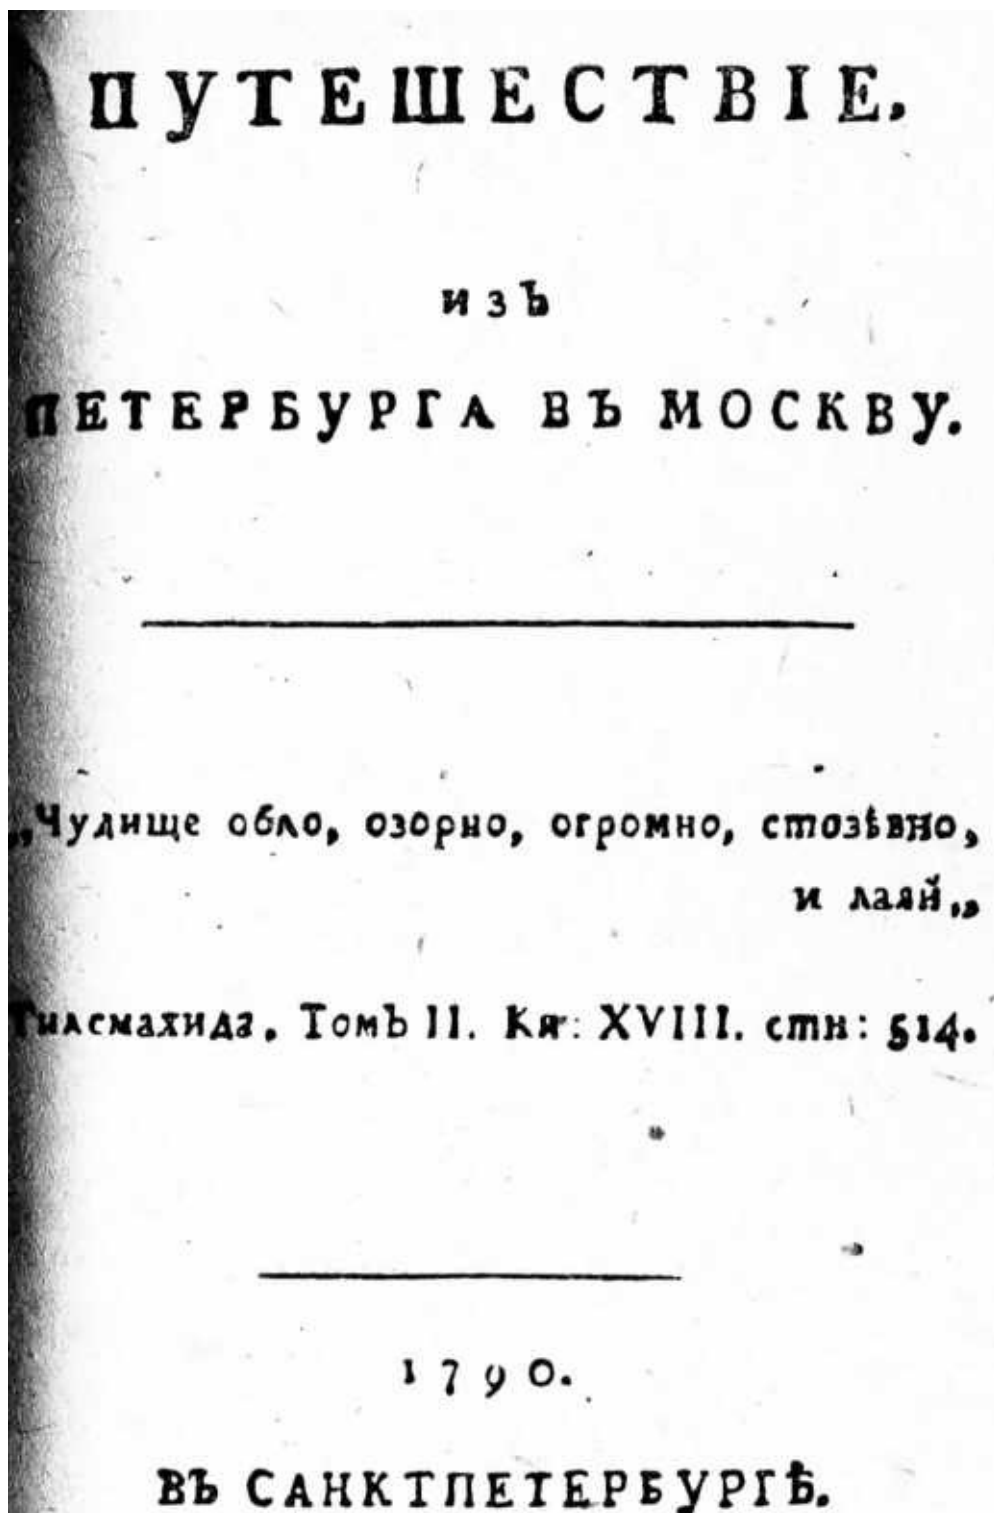 ПУТЕШЕСТВІЕ.
изЪ
ПЕТЕРБУРГА ВЪ МОСКВУ.
„Чудище обло, озорно, огромно, стозѣвно,
и лаяй„
Тилемахида. ТомЪ II. Кн: XVIII. сти: 514.
1790.
ВЪ САНКТПЕТЕРБУРГѢ.